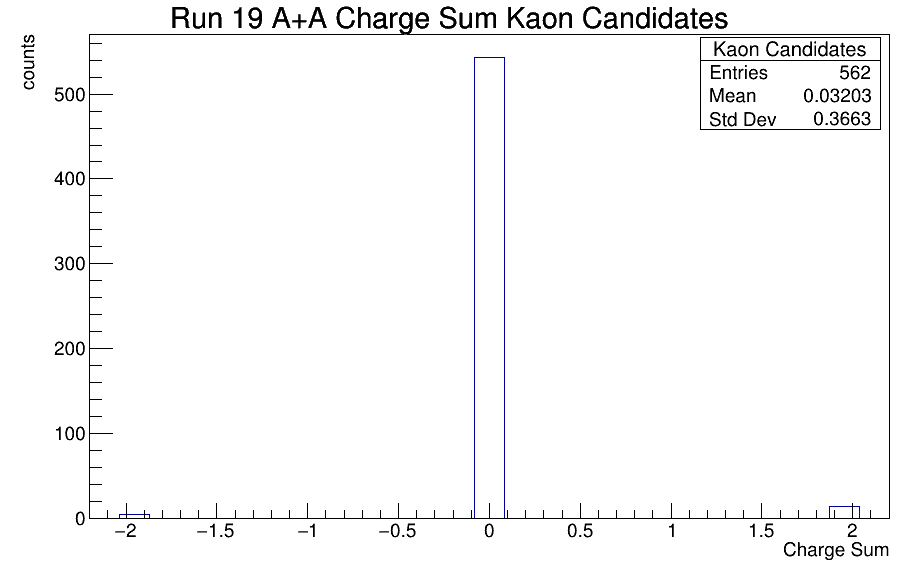 Run 19 A+A Charge Sum Kaon Candidates
counts
Kaon Candidates
Entries 562
Mean 0.03203
Std Dev 0.3663
500
400
300
200
100
0
−2 −1.5 −1 −0.5 0 0.5 1 1.5 2
Charge Sum